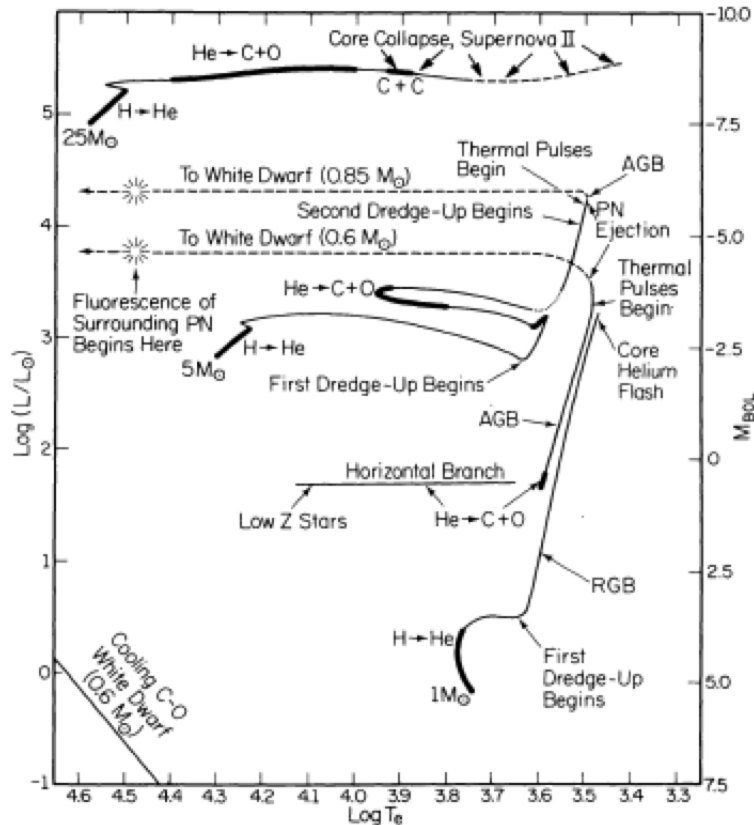 He→C+O
Core Collapse, Supernova II
C+C
H→He
25M⊙
To White Dwarf (0.85 M⊙)
Thermal Pulses
Begin
AGB
PN
Ejection
Second Dredge-Up Begins
To White Dwarf (0.6 M⊙)
Thermal
Pulses
Begin
He→C+O
Fluorescence of
Surrounding PN
Begins Here
H→He
5M⊙
First Dredge-Up Begins
Core
Helium
Flash
AGB
Horizontal Branch
Low Z Stars
He→C+O
RGB
H→He
1M⊙
First
Dredge-Up
Begins
Cooling C-O
White Dwarf
(0.6 M⊙)
Log (L/L⊙)
5
4
3
2
1
0
-1
M_BOL
-10.0
-7.5
-5.0
-2.5
0
2.5
5.0
7.5
4.6 4.5 4.4 4.3 4.2 4.1 4.0 3.9 3.8 3.7 3.6 3.5 3.4 3.3
Log Te